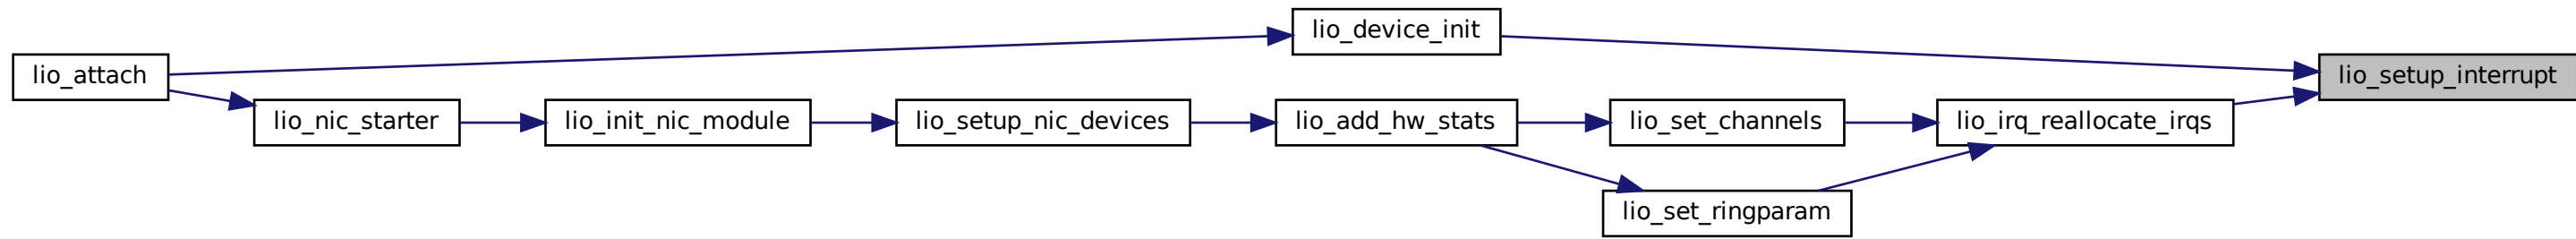 lio_device_init
lio_attach
lio_setup_interrupt
lio_nic_starter
lio_init_nic_module
lio_setup_nic_devices
lio_add_hw_stats
lio_set_channels
lio_irq_reallocate_irqs
lio_set_ringparam